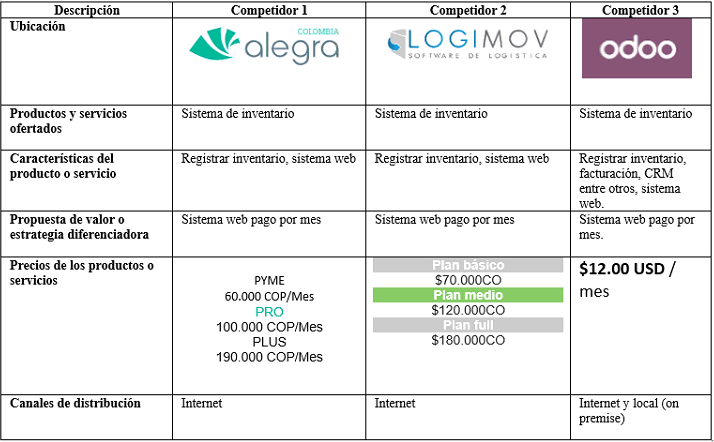 Descripción Competidor 1 Competidor 2 Competidor 3
Ubicación
COLOMBIA
alegra
LOGIMOV
SOFTWARE DE LOGISTICA
odoo
Productos y servicios
ofertados
Sistema de inventario
Sistema de inventario
Sistema de inventario
Características del
producto o servicio
Registrar inventario, sistema web
Registrar inventario, sistema web
Registrar inventario,
facturación, CRM
entre otros, sistema
web.
Propuesta de valor o
estrategia diferenciadora
Sistema web pago por mes
Sistema web pago por mes
Sistema web pago por
mes.
Precios de los productos o
servicios
PYME
60.000 COP/Mes
PRO
100.000 COP/Mes
PLUS
190.000 COP/Mes
Plan básico
$70.000CO
Plan medio
$120.000CO
Plan full
$180.000CO
$12.00 USD /
mes
Canales de distribución
Internet
Internet
Internet y local (on
premise)